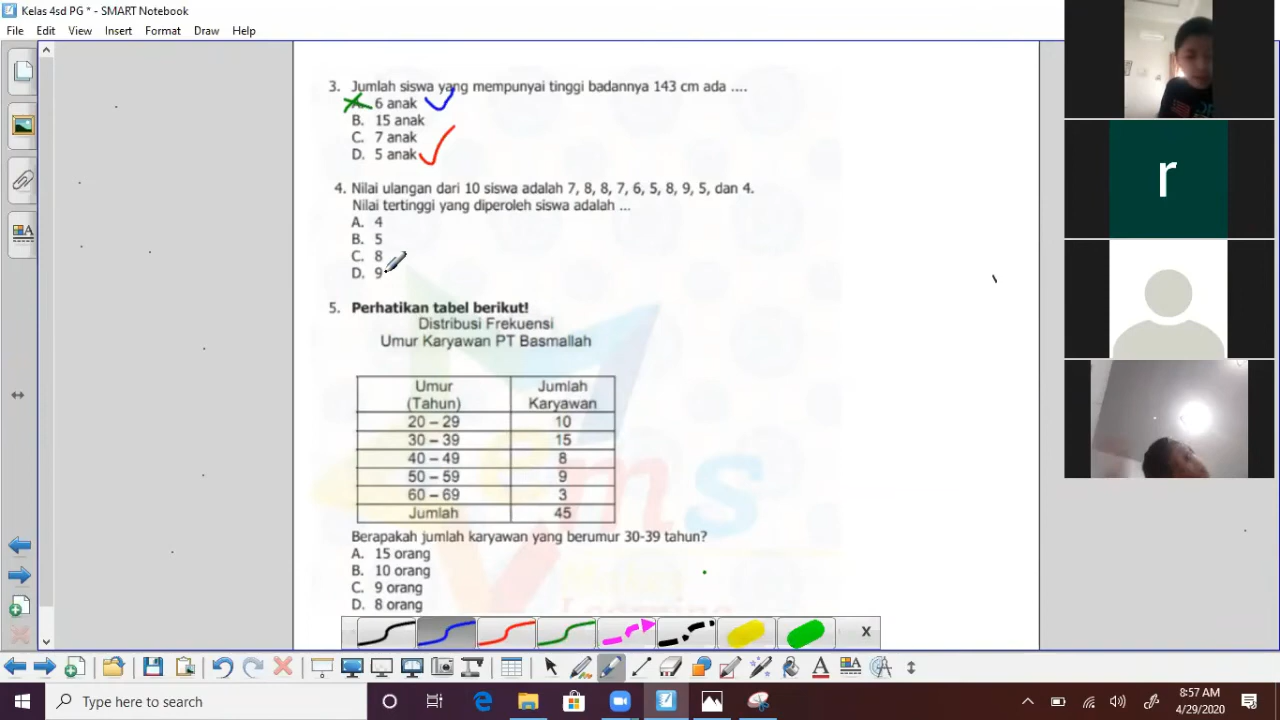 Kelas 4sd PG * - SMART Notebook
File Edit View Insert Format Draw Help
3. Jumlah siswa yang mempunyai tinggi badannya 143 cm ada ....
6 anak
B. 15 anak
C. 7 anak
D. 5 anak
4. Nilai ulangan dari 10 siswa adalah 7, 8, 8, 7, 6, 5, 8, 9, 5, dan 4.
Nilai tertinggi yang diperoleh siswa adalah ...
A. 4
B. 5
C. 8
D. 9
5. Perhatikan tabel berikut!
Distribusi Frekuensi
Umur Karyawan PT Basmallah
Umur (Tahun) Jumlah Karyawan
20 – 29 10
30 – 39 15
40 – 49 8
50 – 59 9
60 – 69 3
Jumlah 45
Berapakah jumlah karyawan yang berumur 30-39 tahun?
A. 15 orang
B. 10 orang
C. 9 orang
D. 8 orang
r
ms
Learning
X
Type here to search
8:57 AM
4/29/2020